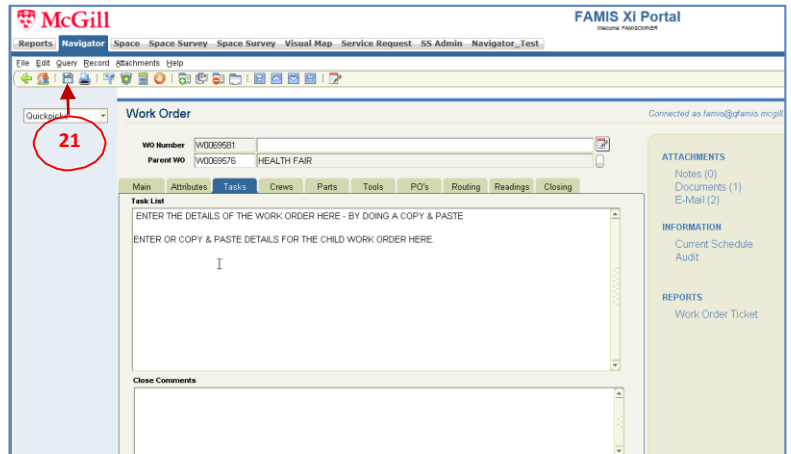 McGill
FAMIS Xi Portal
Welcome: FAMISOWNER
Reports Navigator Space Space Survey Space Survey Visual Map Service Request SS Admin Navigator_Test
File Edit Query Record Attachments Help
Quickpicks
Work Order
Connected as famis@qfamis.mcgill.
21
WO Number W0069581
Parent WO W0069576 HEALTH FAIR
ATTACHMENTS
Notes (0)
Documents (1)
E-Mail (2)
Main Attributes Tasks Crews Parts Tools PO's Routing Readings Closing
Task List
ENTER THE DETAILS OF THE WORK ORDER HERE - BY DOING A COPY & PASTE
ENTER OR COPY & PASTE DETAILS FOR THE CHILD WORK ORDER HERE.
INFORMATION
Current Schedule
Audit
REPORTS
Work Order Ticket
Close Comments